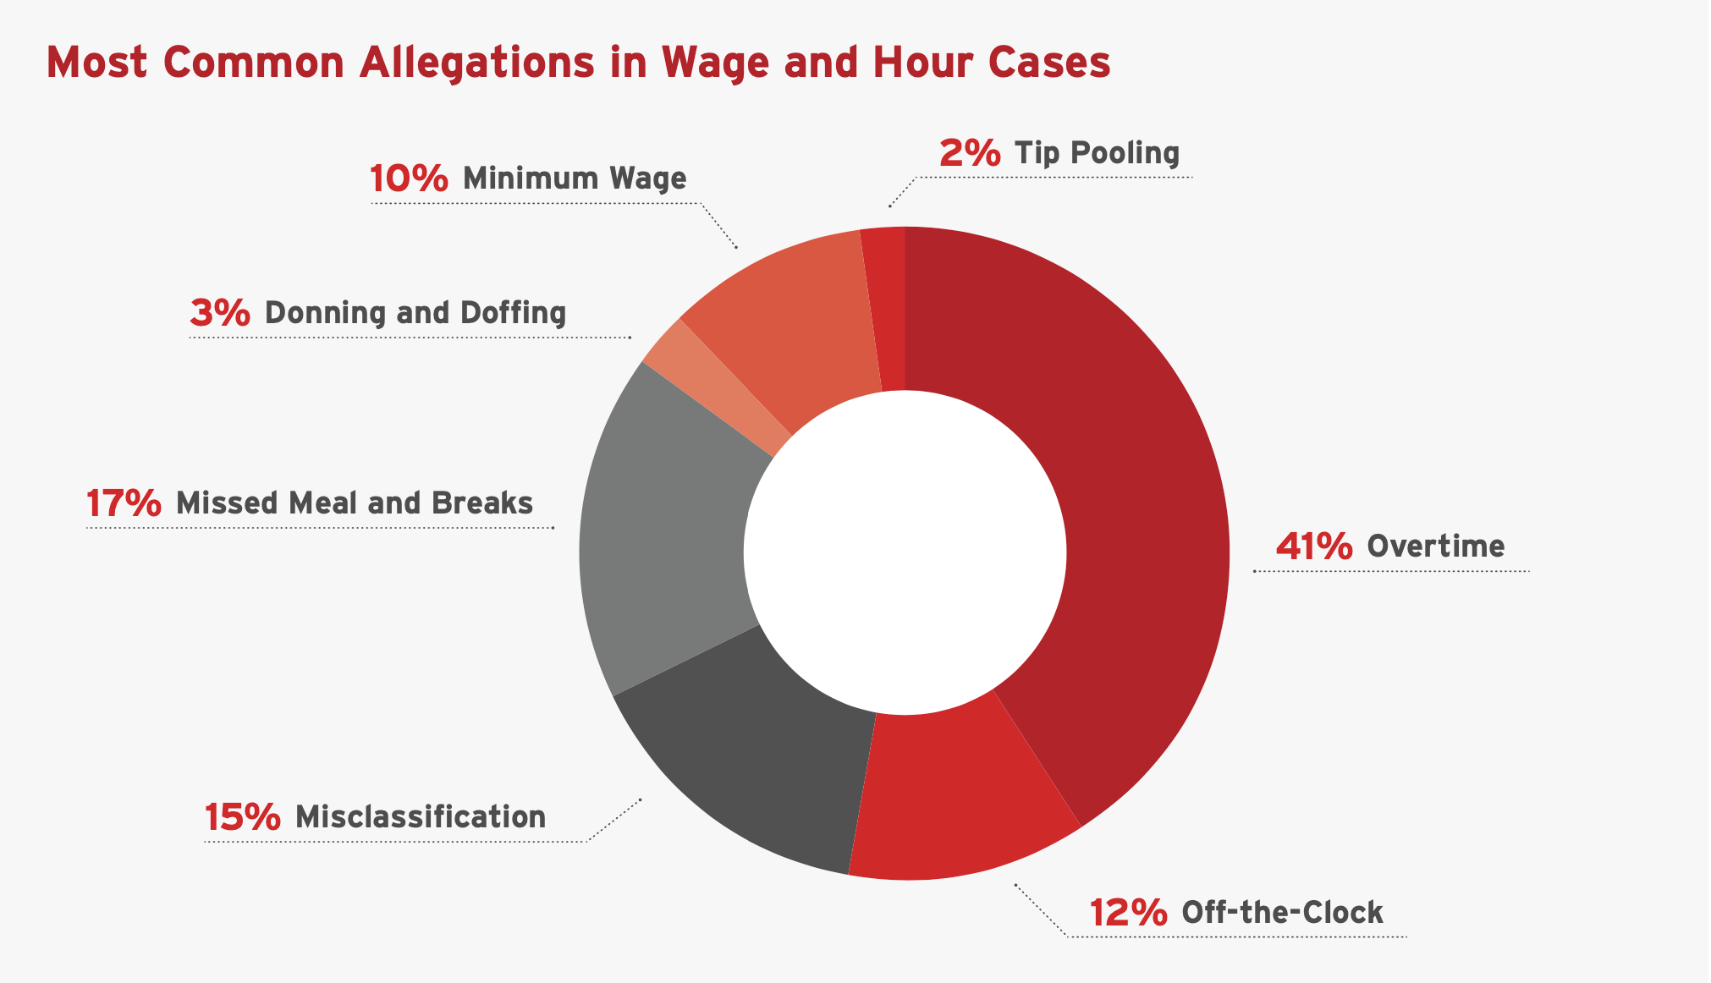 Most Common Allegations in Wage and Hour Cases
2% Tip Pooling
10% Minimum Wage
3% Donning and Doffing
17% Missed Meal and Breaks
41% Overtime
15% Misclassification
12% Off-the-Clock